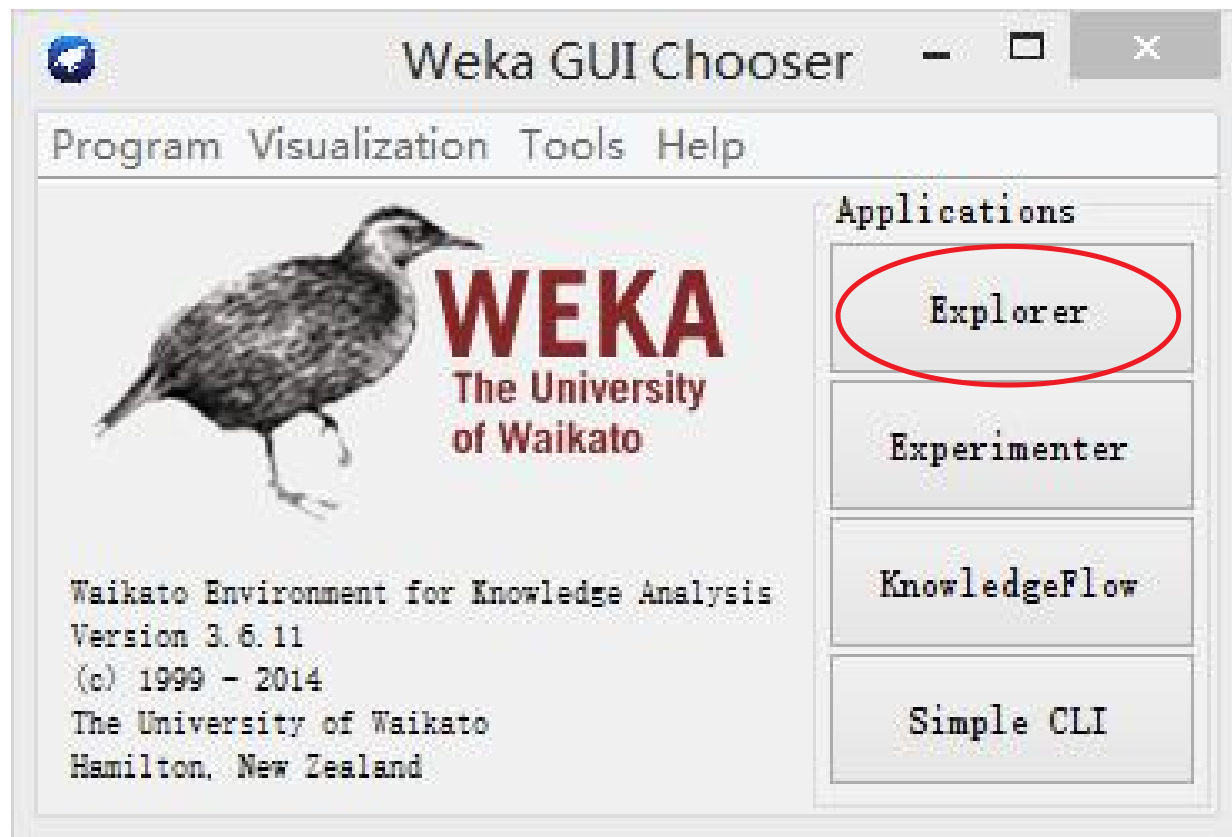 Weka GUI Chooser
Program Visualization Tools Help
WEKA
The University
of Waikato
Waikato Environment for Knowledge Analysis
Version 3.6.11
(c) 1999 - 2014
The University of Waikato
Hamilton, New Zealand
Applications
Explorer
Experimenter
KnowledgeFlow
Simple CLI